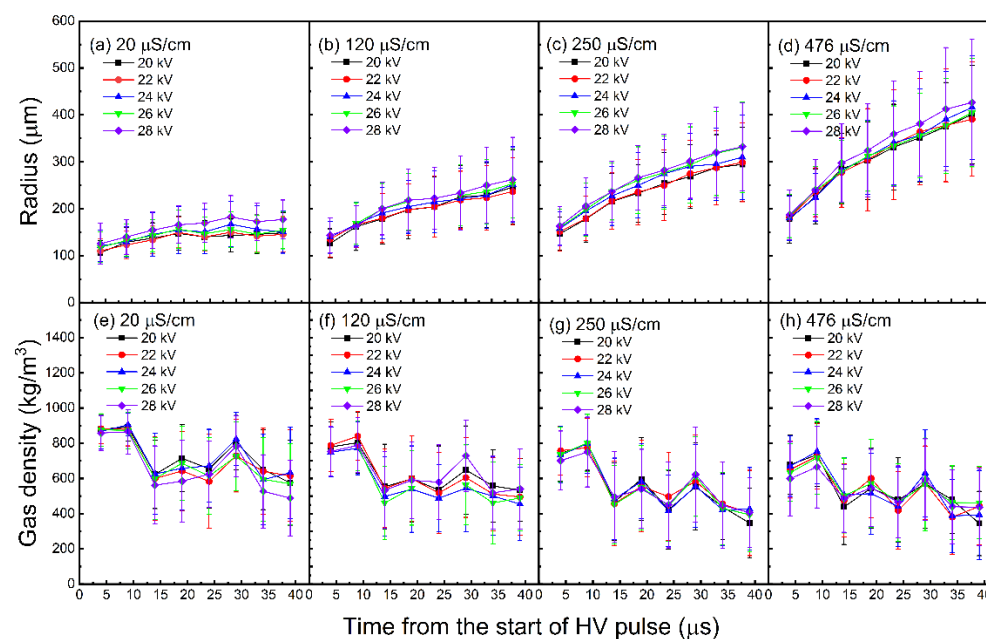 600
500
400
300
200
100
0
Radius (μm)
(a) 20 μS/cm
20 kV
22 kV
24 kV
26 kV
28 kV
(b) 120 μS/cm
20 kV
22 kV
24 kV
26 kV
28 kV
(c) 250 μS/cm
20 kV
22 kV
24 kV
26 kV
28 kV
(d) 476 μS/cm
20 kV
22 kV
24 kV
26 kV
28 kV
1400
1200
1000
800
600
400
200
0
Gas density (kg/m³)
(e) 20 μS/cm
20 kV
22 kV
24 kV
26 kV
28 kV
(f) 120 μS/cm
20 kV
22 kV
24 kV
26 kV
28 kV
(g) 250 μS/cm
20 kV
22 kV
24 kV
26 kV
28 kV
(h) 476 μS/cm
20 kV
22 kV
24 kV
26 kV
28 kV
0 5 10 15 20 25 30 35 40 0 5 10 15 20 25 30 35 40 0 5 10 15 20 25 30 35 40 0 5 10 15 20 25 30 35 40
Time from the start of HV pulse (μs)